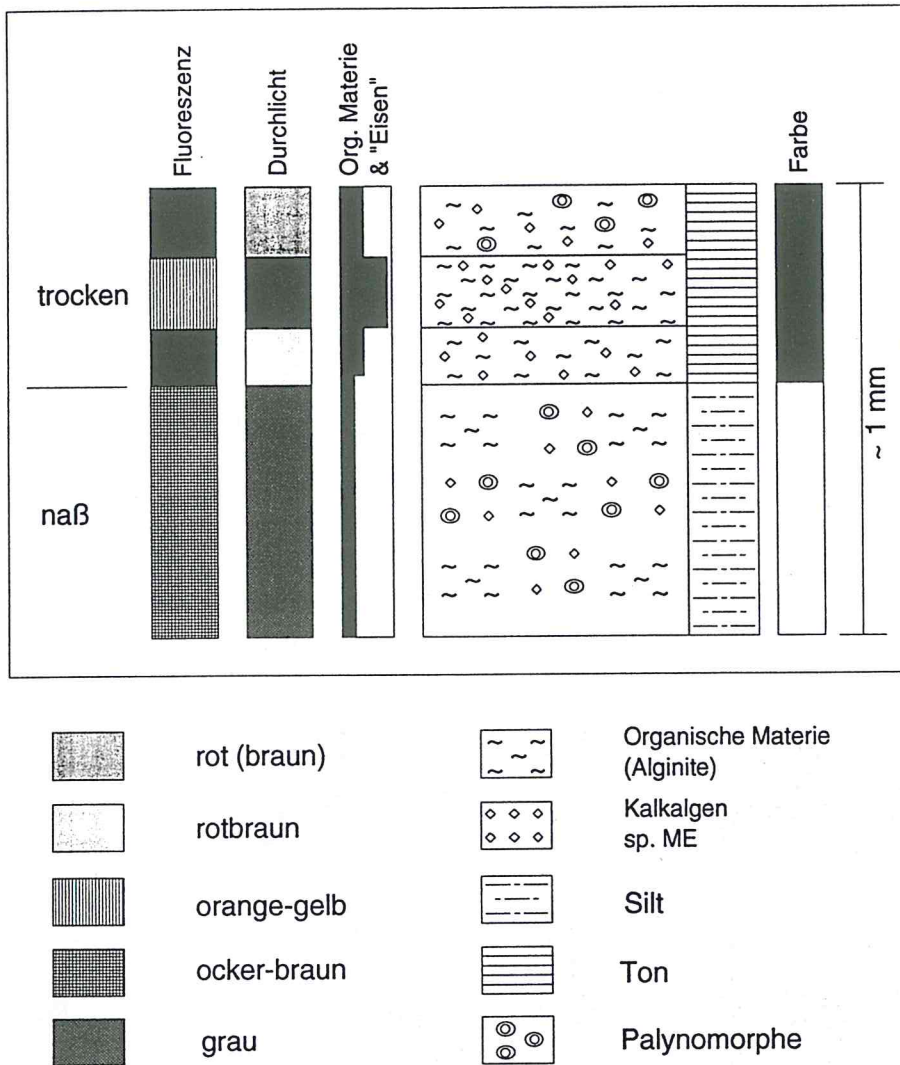 Fluoreszenz
Durchlicht
Org. Materie
& "Eisen"
Farbe
trocken
naß
~ 1 mm
rot (braun)
rotbraun
orange-gelb
ocker-braun
grau
Organische Materie
(Alginite)
Kalkalgen
sp. ME
Silt
Ton
Palynomorphe